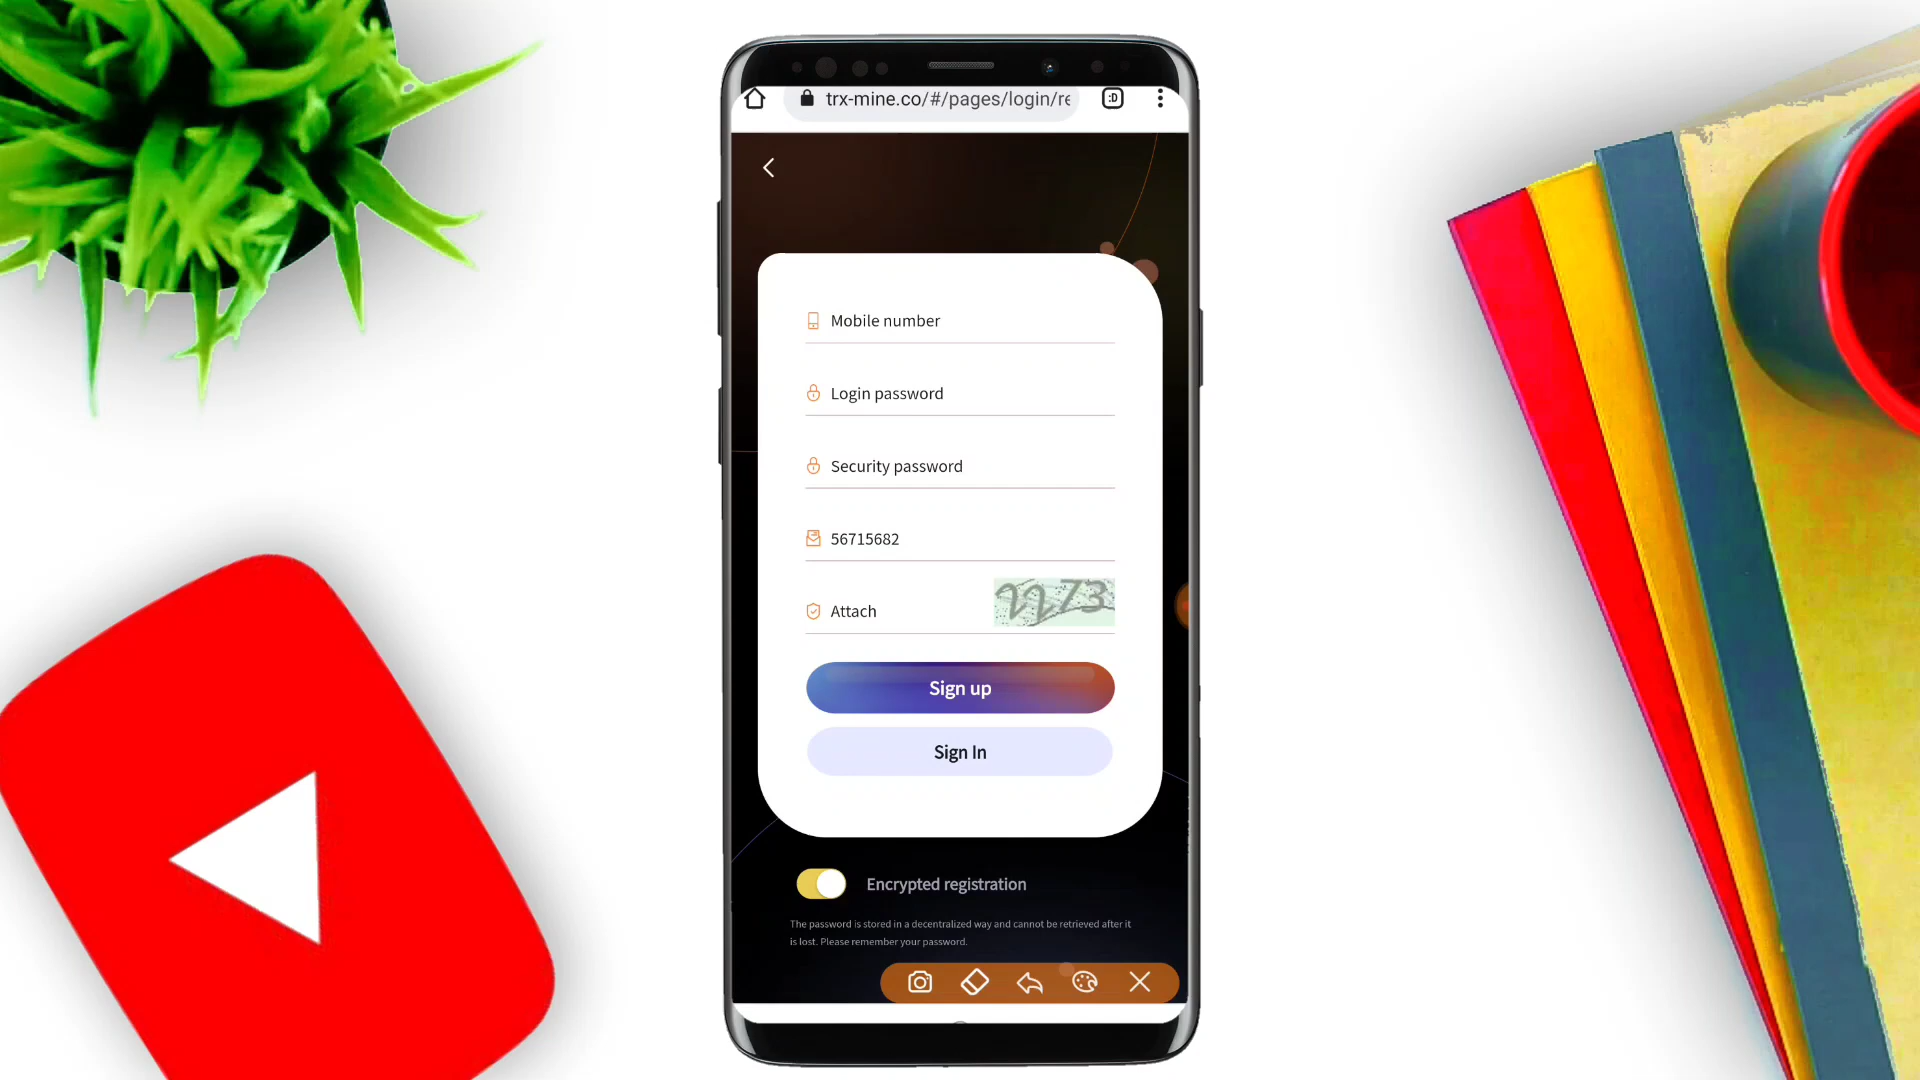 trx-mine.co/#/pages/login/re
:D
Mobile number
Login password
Security password
56715682
Attach
2273
Sign up
Sign In
Encrypted registration
The password is stored in a decentralized way and cannot be retrieved after it
is lost. Please remember your password.